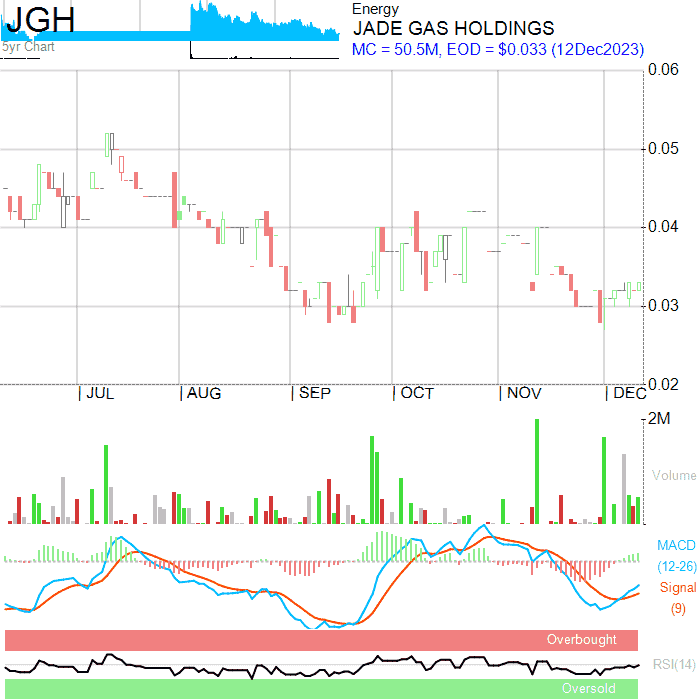 JGH
5yr Chart
Energy
JADE GAS HOLDINGS
MC = 50.5M, EOD = $0.033 (12Dec2023)
0.06
0.05
0.04
0.03
0.02
| JUL | AUG | SEP | OCT | NOV | DEC
2M
Volume
MACD
(12-26)
Signal
(9)
Overbought
RSI(14)
Oversold